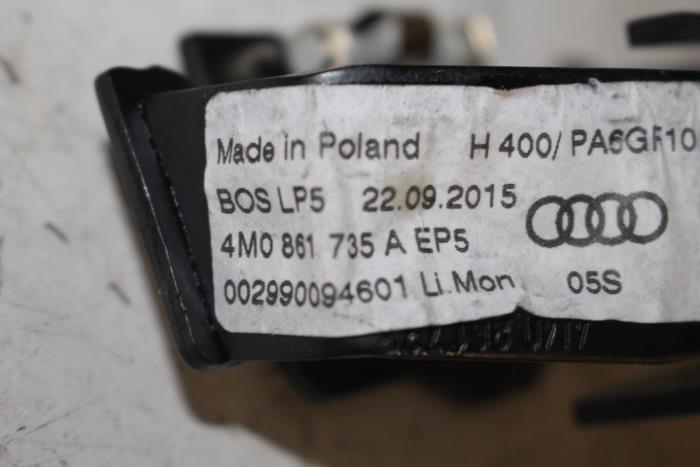 Made in Poland H 400/ PA6GF10
BOS LP5 22.09.2015
4M0 861 735 A EP5
002990094601 Li.Mon 05S